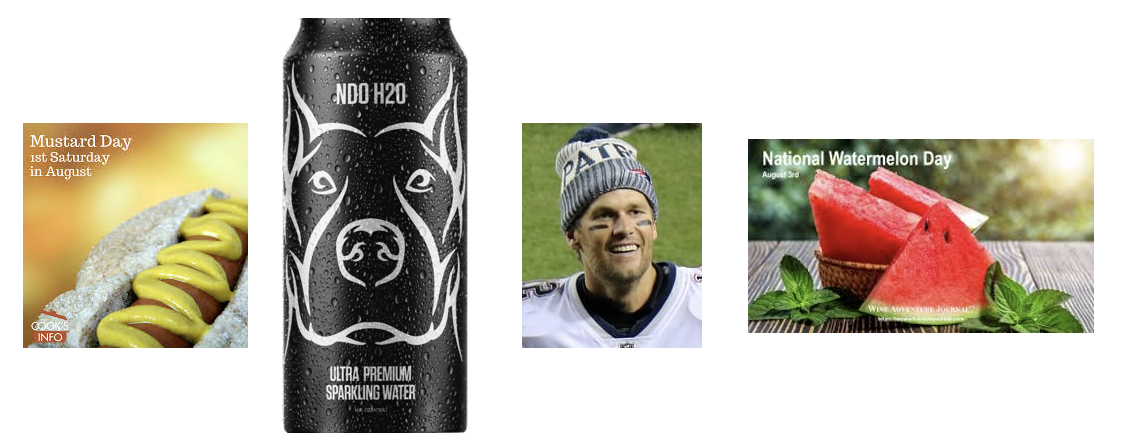 Mustard Day
1st Saturday
in August
COOK'S
INFO
NDO H2O
ULTRA PREMIUM
SPARKLING WATER
PATR
National Watermelon Day
August 3rd
WINE ADVENTURE JOURNAL